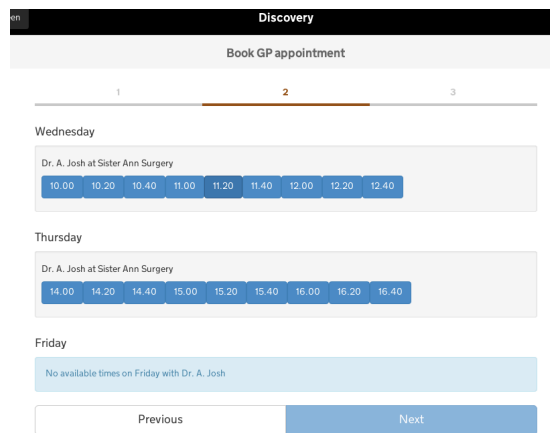 en
Discovery
Book GP appointment
1 2 3
Wednesday
Dr. A. Josh at Sister Ann Surgery
10.00 10.20 10.40 11.00 11.20 11.40 12.00 12.20 12.40
Thursday
Dr. A. Josh at Sister Ann Surgery
14.00 14.20 14.40 15.00 15.20 15.40 16.00 16.20 16.40
Friday
No available times on Friday with Dr. A. Josh
Previous Next